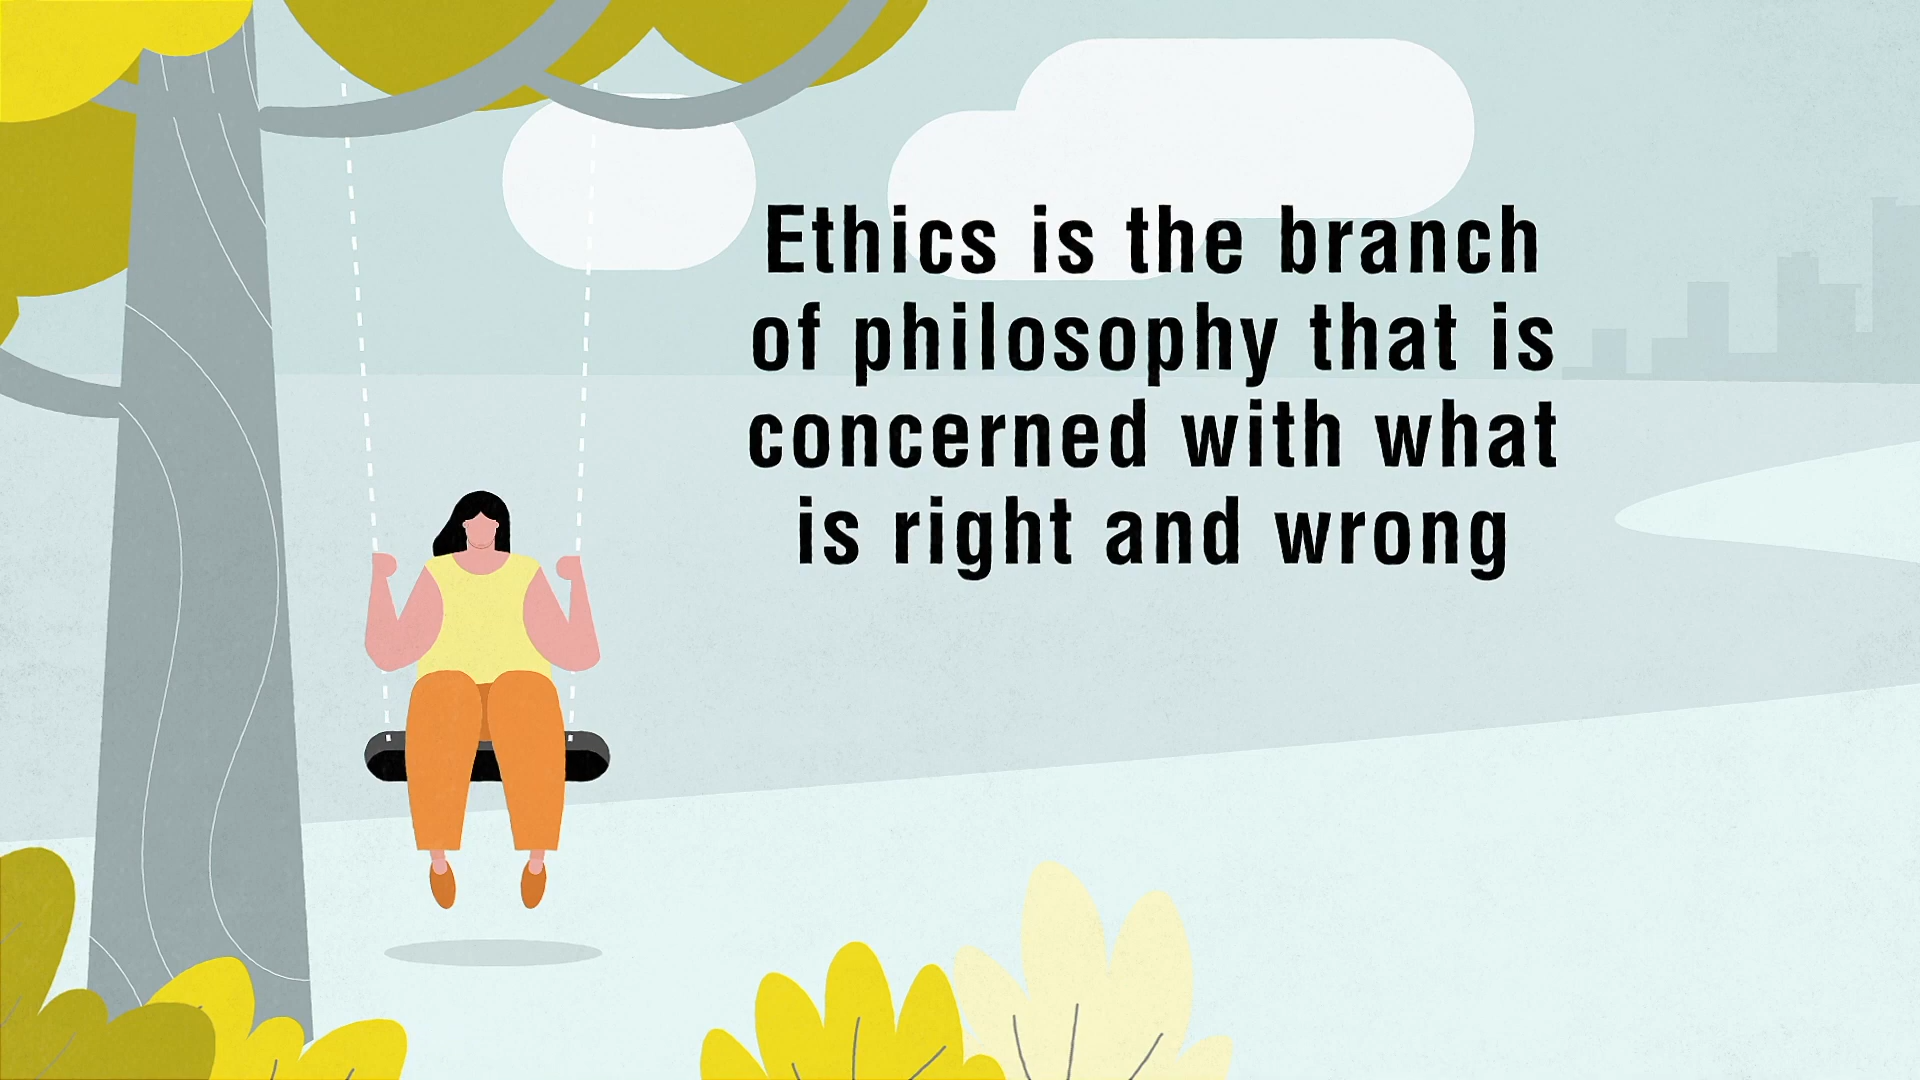 Ethics is the branch
of philosophy that is
concerned with what
is right and wrong